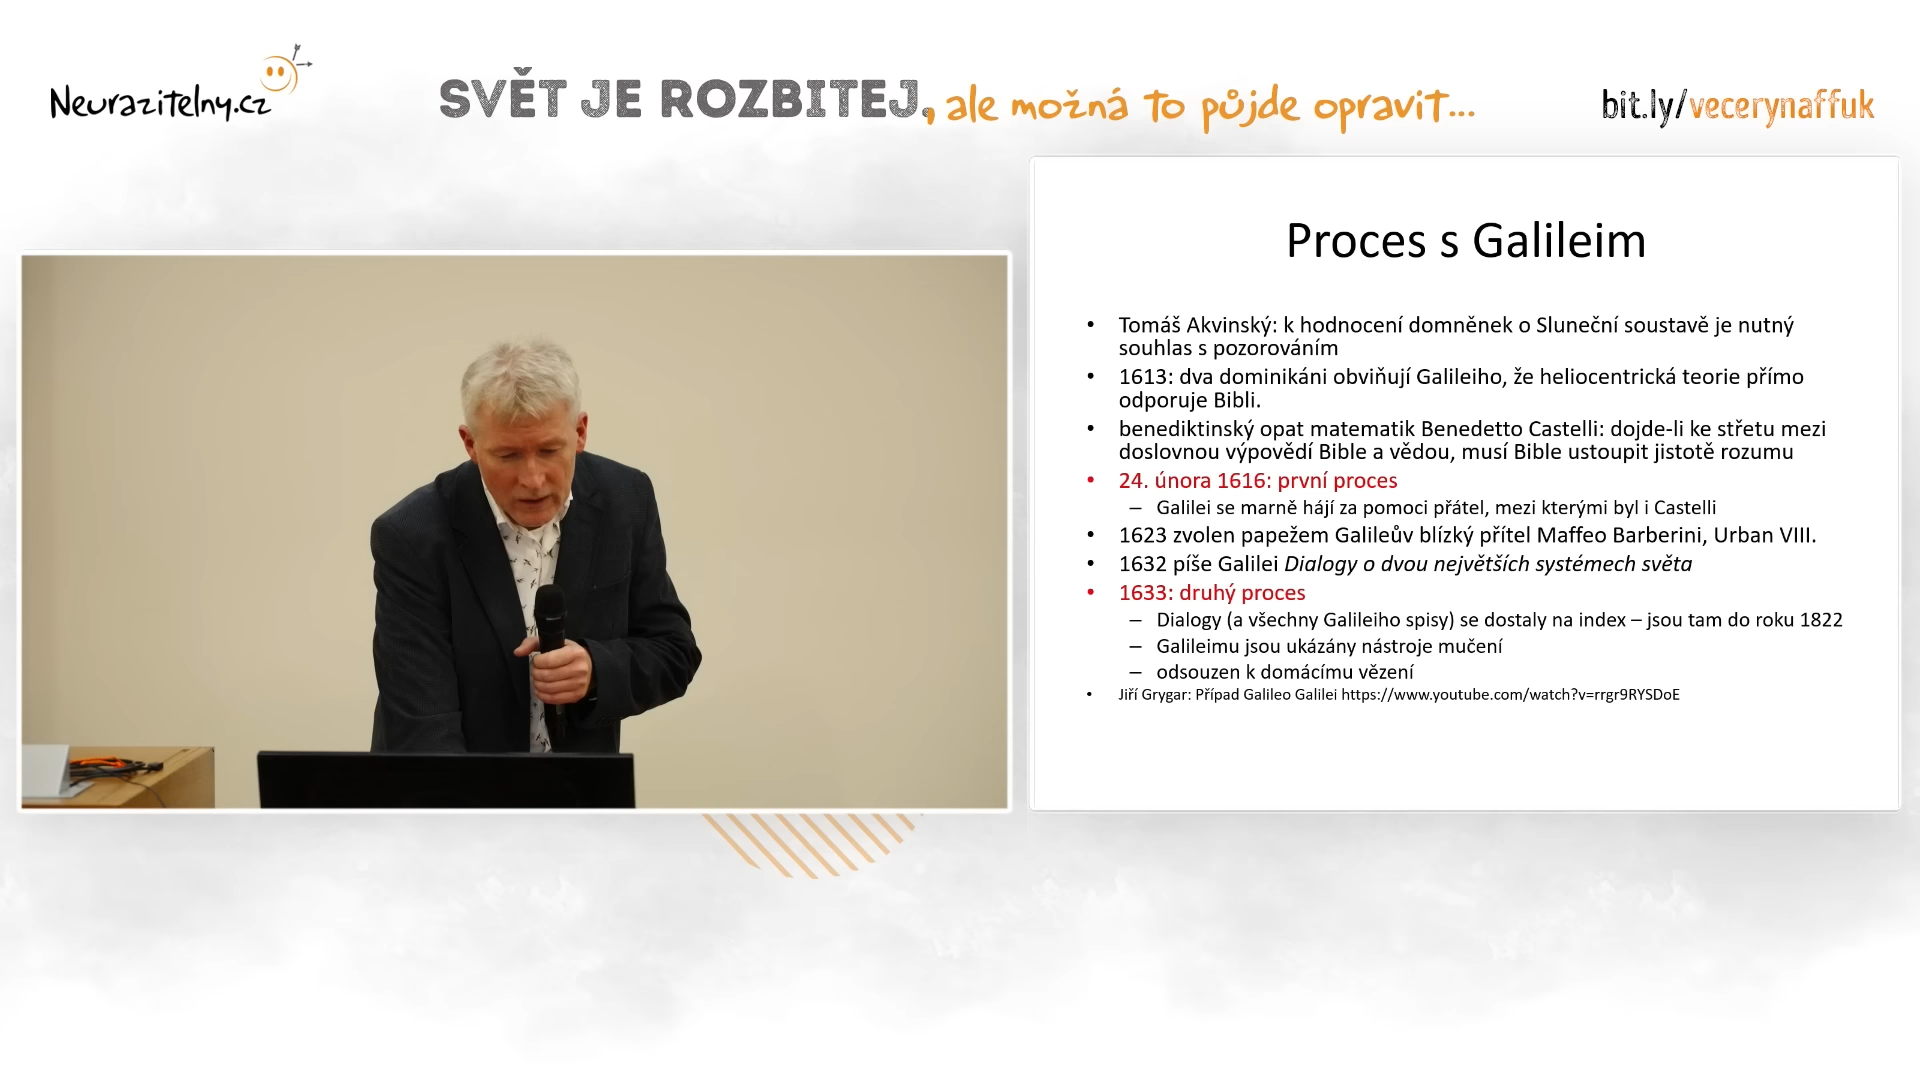 Neurazitelny.cz
SVĚT JE ROZBITEJ, ale možná to půjde opravit...
bit.ly/vecerynaffuk
Proces s Galileim
• Tomáš Akvinský: k hodnocení domněnek o Sluneční soustavě je nutný
souhlas s pozorováním
• 1613: dva dominikáni obviňují Galileiho, že heliocentrická teorie přímo
odporuje Bibli.
• benediktinský opat matematik Benedetto Castelli: dojde-li ke střetu mezi
doslovnou výpovědí Bible a vědou, musí Bible ustoupit jistotě rozumu
• 24. února 1616: první proces
– Galilei se marně hájí za pomoci přátel, mezi kterými byl i Castelli
• 1623 zvolen papežem Galileův blízký přítel Maffeo Barberini, Urban VIII.
• 1632 píše Galilei Dialogy o dvou největších systémech světa
• 1633: druhý proces
– Dialogy (a všechny Galileiho spisy) se dostaly na index – jsou tam do roku 1822
– Galileimu jsou ukázány nástroje mučení
– odsouzen k domácímu vězení
• Jiří Grygar: Případ Galileo Galilei https://www.youtube.com/watch?v=rrgr9RYSDoE